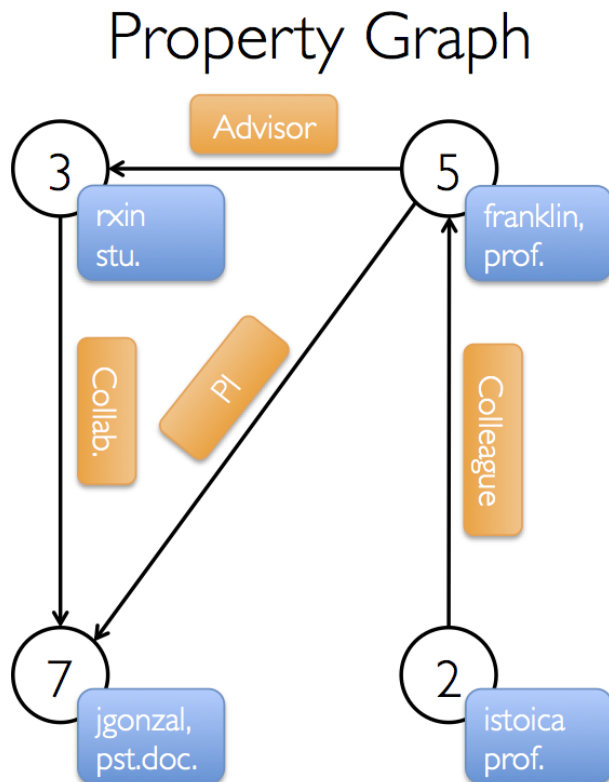 Property Graph
Advisor
3
5
rxin
stu.
franklin,
prof.
Collab.
PI
Colleague
7
2
jgonzal,
pst.doc.
istoica
prof.